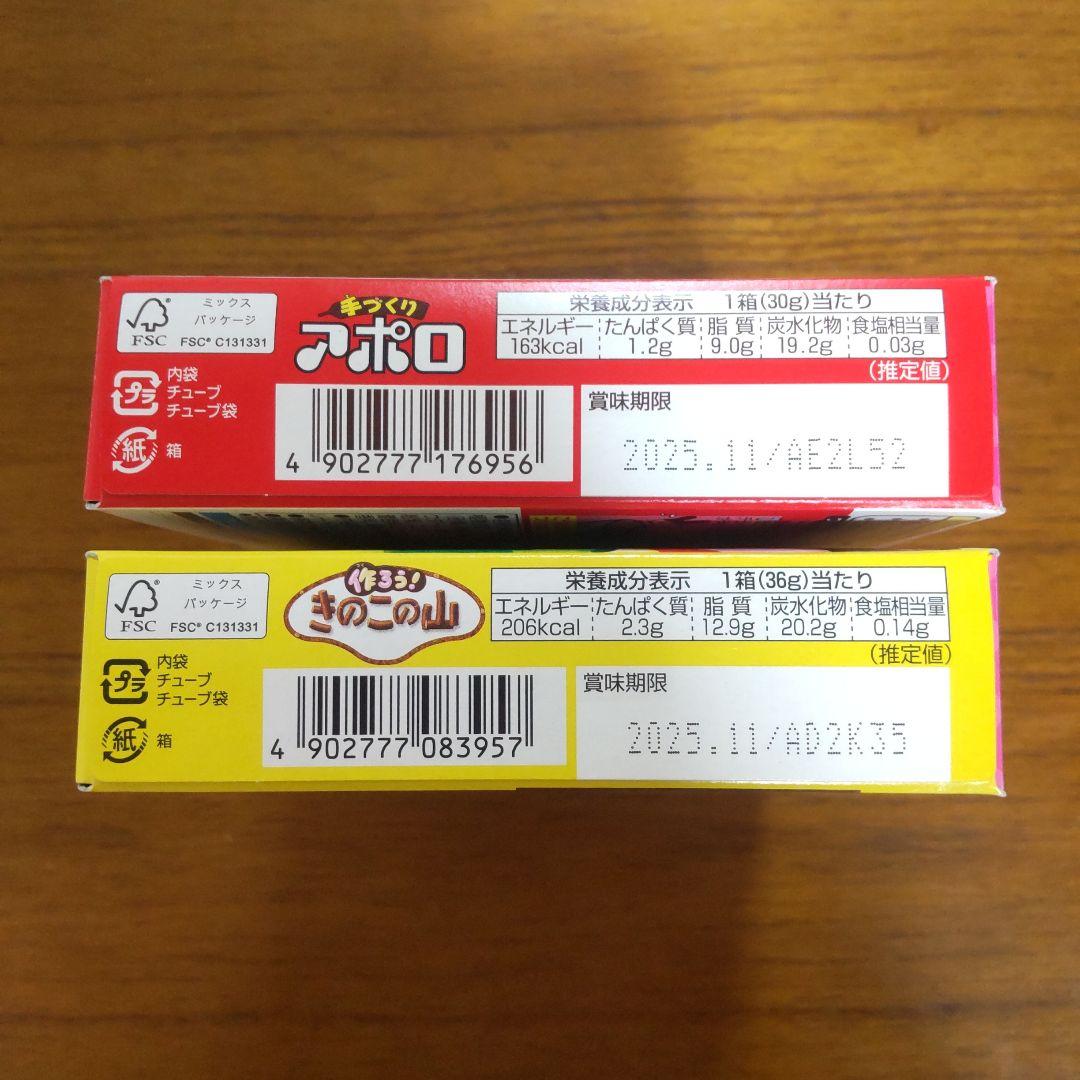 FSC®
ミックス
パッケージ
FSC® C131331
手づくり
アポロ
栄養成分表示 1箱(30g)当たり
エネルギー たんぱく質 脂質 炭水化物 食塩相当量
163kcal 1.2g 9.0g 19.2g 0.03g
(推定値)
プラ
内袋
チューブ
チューブ袋
紙
箱
4 902777 176956
賞味期限
2025.11/AE2L52
FSC®
ミックス
パッケージ
FSC® C131331
作ろう!
きのこの山
栄養成分表示 1箱(36g)当たり
エネルギー たんぱく質 脂質 炭水化物 食塩相当量
206kcal 2.3g 12.9g 20.2g 0.14g
(推定値)
プラ
内袋
チューブ
チューブ袋
紙
箱
4 902777 083957
賞味期限
2025.11/AD2K35